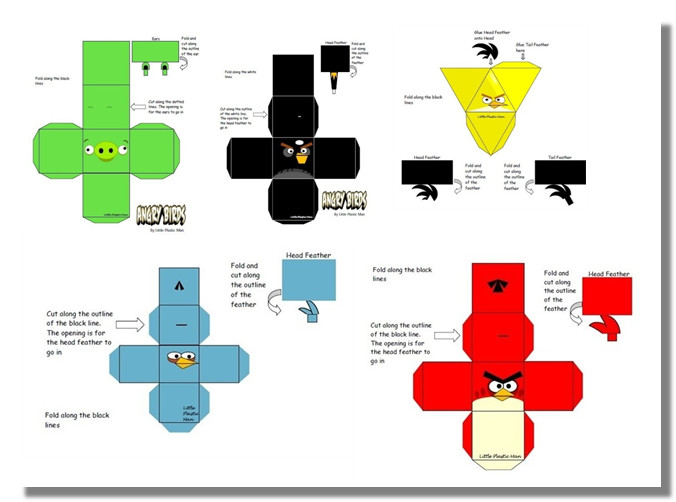 Ears
Fold and
cut along
the outline
of the ear
Fold along the black
lines
Cut along the dotted
lines. The opening is
for the ears to go in
ANGRY BIRDS
By Little Plastic Man
Little Plastic Man
Head Feather
Fold and
cut along
the outline
of the
feather
Fold along the white
lines
Cut along the outline
of the white line.
The opening is for
the head feather to
go in
ANGRY BIRDS
By Little Plastic Man
Little Plastic Man
Glue Head Feather
onto Head
Glue Tail Feather
here
Fold along the black
lines
Little Plastic Man
Head Feather
Fold and
cut along
the outline
of the
feather
Fold and
cut along
the outline
of the
feather
Tail Feather
Head Feather
Fold and
cut along
the outline
of the
feather
Cut along the outline
of the black line.
The opening is for
the head feather to
go in
Little
Plastic
Man
Fold along the black
lines
Fold along the black
lines
Head Feather
Fold and
cut along
the outline
of the
feather
Cut along the outline
of the black line.
The opening is for
the head feather to
go in
Little Plastic Man